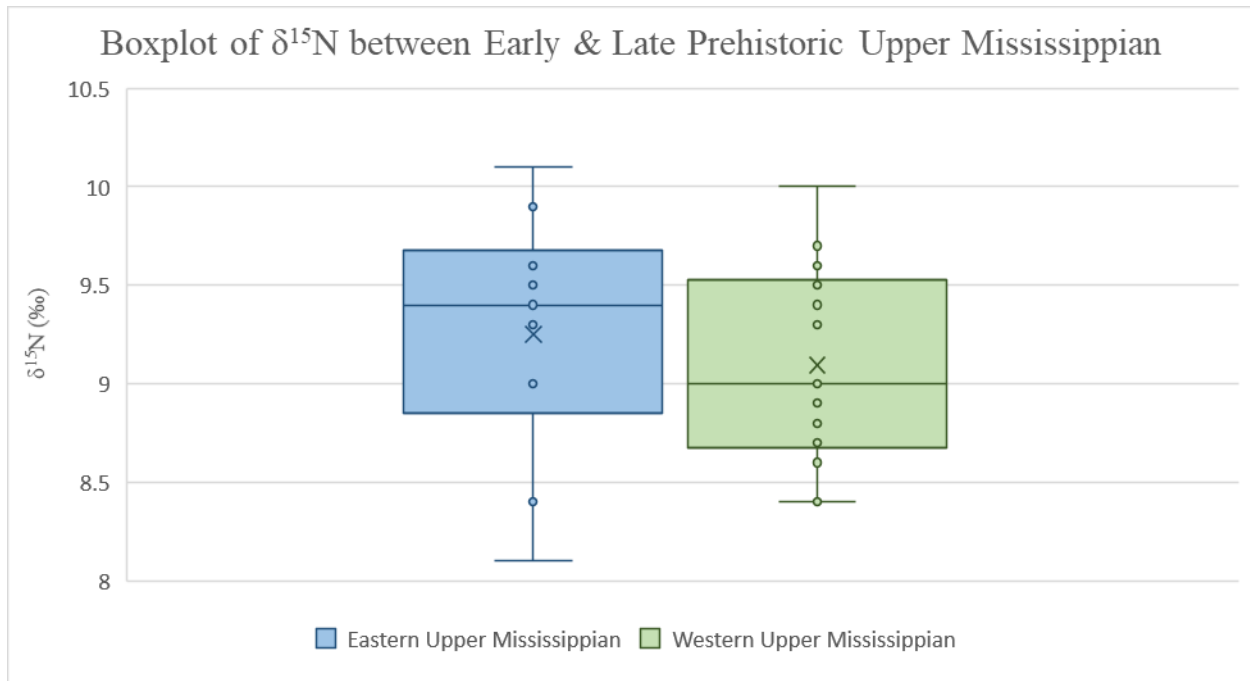 Boxplot of δ¹⁵N between Early & Late Prehistoric Upper Mississippian
10.5
10
9.5
9
8.5
8
δ¹⁵N (‰)
Eastern Upper Mississippian
Western Upper Mississippian